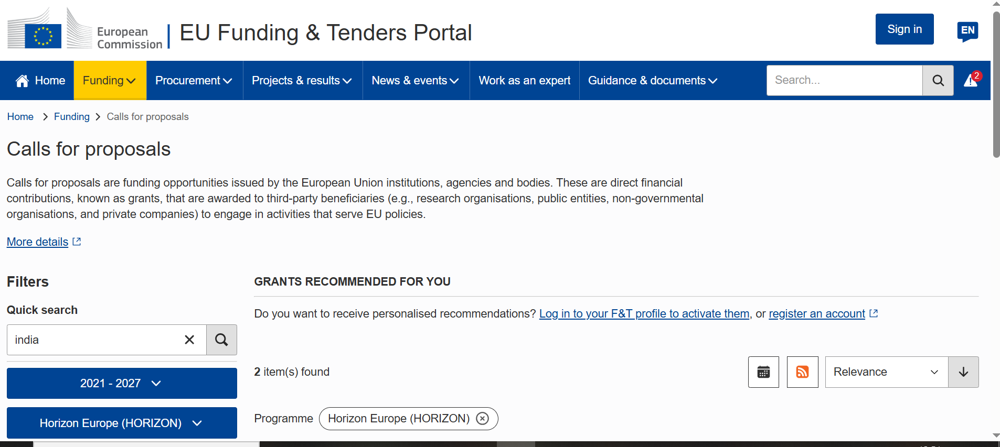 European
Commission
EU Funding & Tenders Portal
Sign in
EN
Home
Funding
Procurement
Projects & results
News & events
Work as an expert
Guidance & documents
Search...
2
Home > Funding > Calls for proposals
Calls for proposals
Calls for proposals are funding opportunities issued by the European Union institutions, agencies and bodies. These are direct financial
contributions, known as grants, that are awarded to third-party beneficiaries (e.g., research organisations, public entities, non-governmental
organisations, and private companies) to engage in activities that serve EU policies.
More details
Filters
Quick search
india
2021 - 2027
Horizon Europe (HORIZON)
GRANTS RECOMMENDED FOR YOU
Do you want to receive personalised recommendations? Log in to your F&T profile to activate them, or register an account
2 item(s) found
Relevance
Programme Horizon Europe (HORIZON)